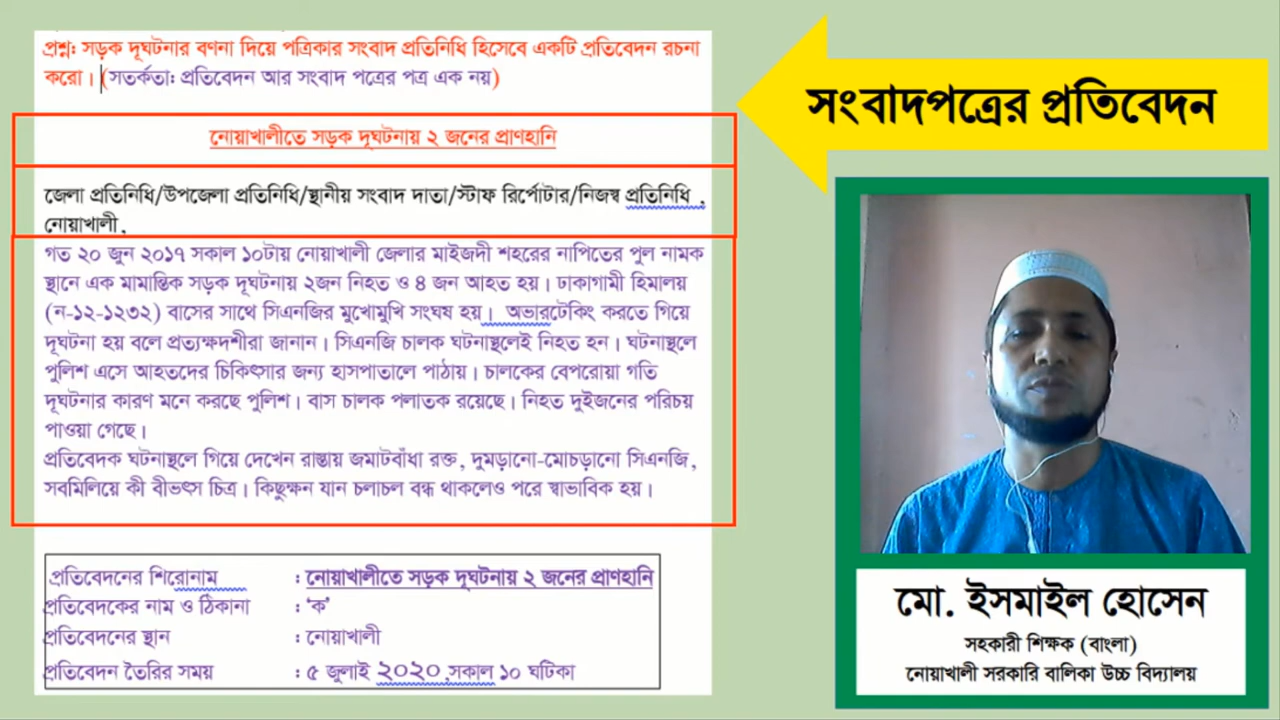 প্রশ্ন: সড়ক দূঘটনার বণনা দিয়ে পত্রিকার সংবাদ প্রতিনিধি হিসেবে একটি প্রতিবেদন রচনা
করো। (সতর্কতা: প্রতিবেদন আর সংবাদ পত্রের পত্র এক নয়)
নোয়াখালীতে সড়ক দূঘটনায় ২ জনের প্রাণহানি
জেলা প্রতিনিধি/উপজেলা প্রতিনিধি/স্থানীয় সংবাদ দাতা/স্টাফ রির্পোটার/নিজস্ব প্রতিনিধি ,
নোয়াখালী,
গত ২০ জুন ২০১৭ সকাল ১০টায় নোয়াখালী জেলার মাইজদী শহরের নাপিতের পুল নামক
স্থানে এক মামান্তিক সড়ক দূঘটনায় ২জন নিহত ও ৪ জন আহত হয়। ঢাকাগামী হিমালয়
(ন-১২-১২৩২) বাসের সাথে সিএনজির মুখোমুখি সংঘষ হয়। অভারটেকিং করতে গিয়ে
দূঘটনা হয় বলে প্রত্যক্ষদশীরা জানান। সিএনজি চালক ঘটনাস্থলেই নিহত হন। ঘটনাস্থলে
পুলিশ এসে আহতদের চিকিৎসার জন্য হাসপাতালে পাঠায়। চালকের বেপরোয়া গতি
দূঘটনার কারণ মনে করছে পুলিশ। বাস চালক পলাতক রয়েছে। নিহত দুইজনের পরিচয়
পাওয়া গেছে।
প্রতিবেদক ঘটনাস্থলে গিয়ে দেখেন রাস্তায় জমাটবাঁধা রক্ত, দুমড়ানো-মোচড়ানো সিএনজি,
সবমিলিয়ে কী বীভৎস চিত্র। কিছুক্ষন যান চলাচল বন্ধ থাকলেও পরে স্বাভাবিক হয়।
প্রতিবেদনের শিরোনাম : নোয়াখালীতে সড়ক দূঘটনায় ২ জনের প্রাণহানি
প্রতিবেদকের নাম ও ঠিকানা : ‘ক’
প্রতিবেদনের স্থান : নোয়াখালী
প্রতিবেদন তৈরির সময় : ৫ জুলাই ২০২০,সকাল ১০ ঘটিকা
সংবাদপত্রের প্রতিবেদন
মো. ইসমাইল হোসেন
সহকারী শিক্ষক (বাংলা)
নোয়াখালী সরকারি বালিকা উচ্চ বিদ্যালয়